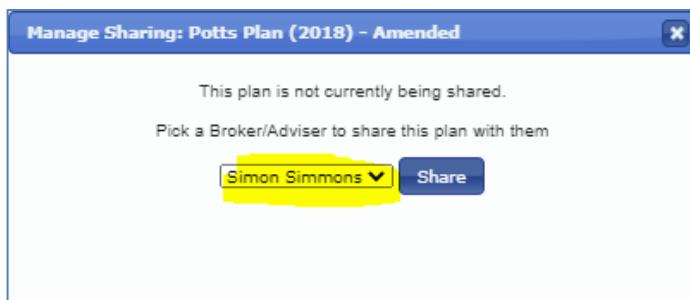 Manage Sharing: Potts Plan (2018) - Amended
This plan is not currently being shared.
Pick a Broker/Adviser to share this plan with them
Simon Simmons Share